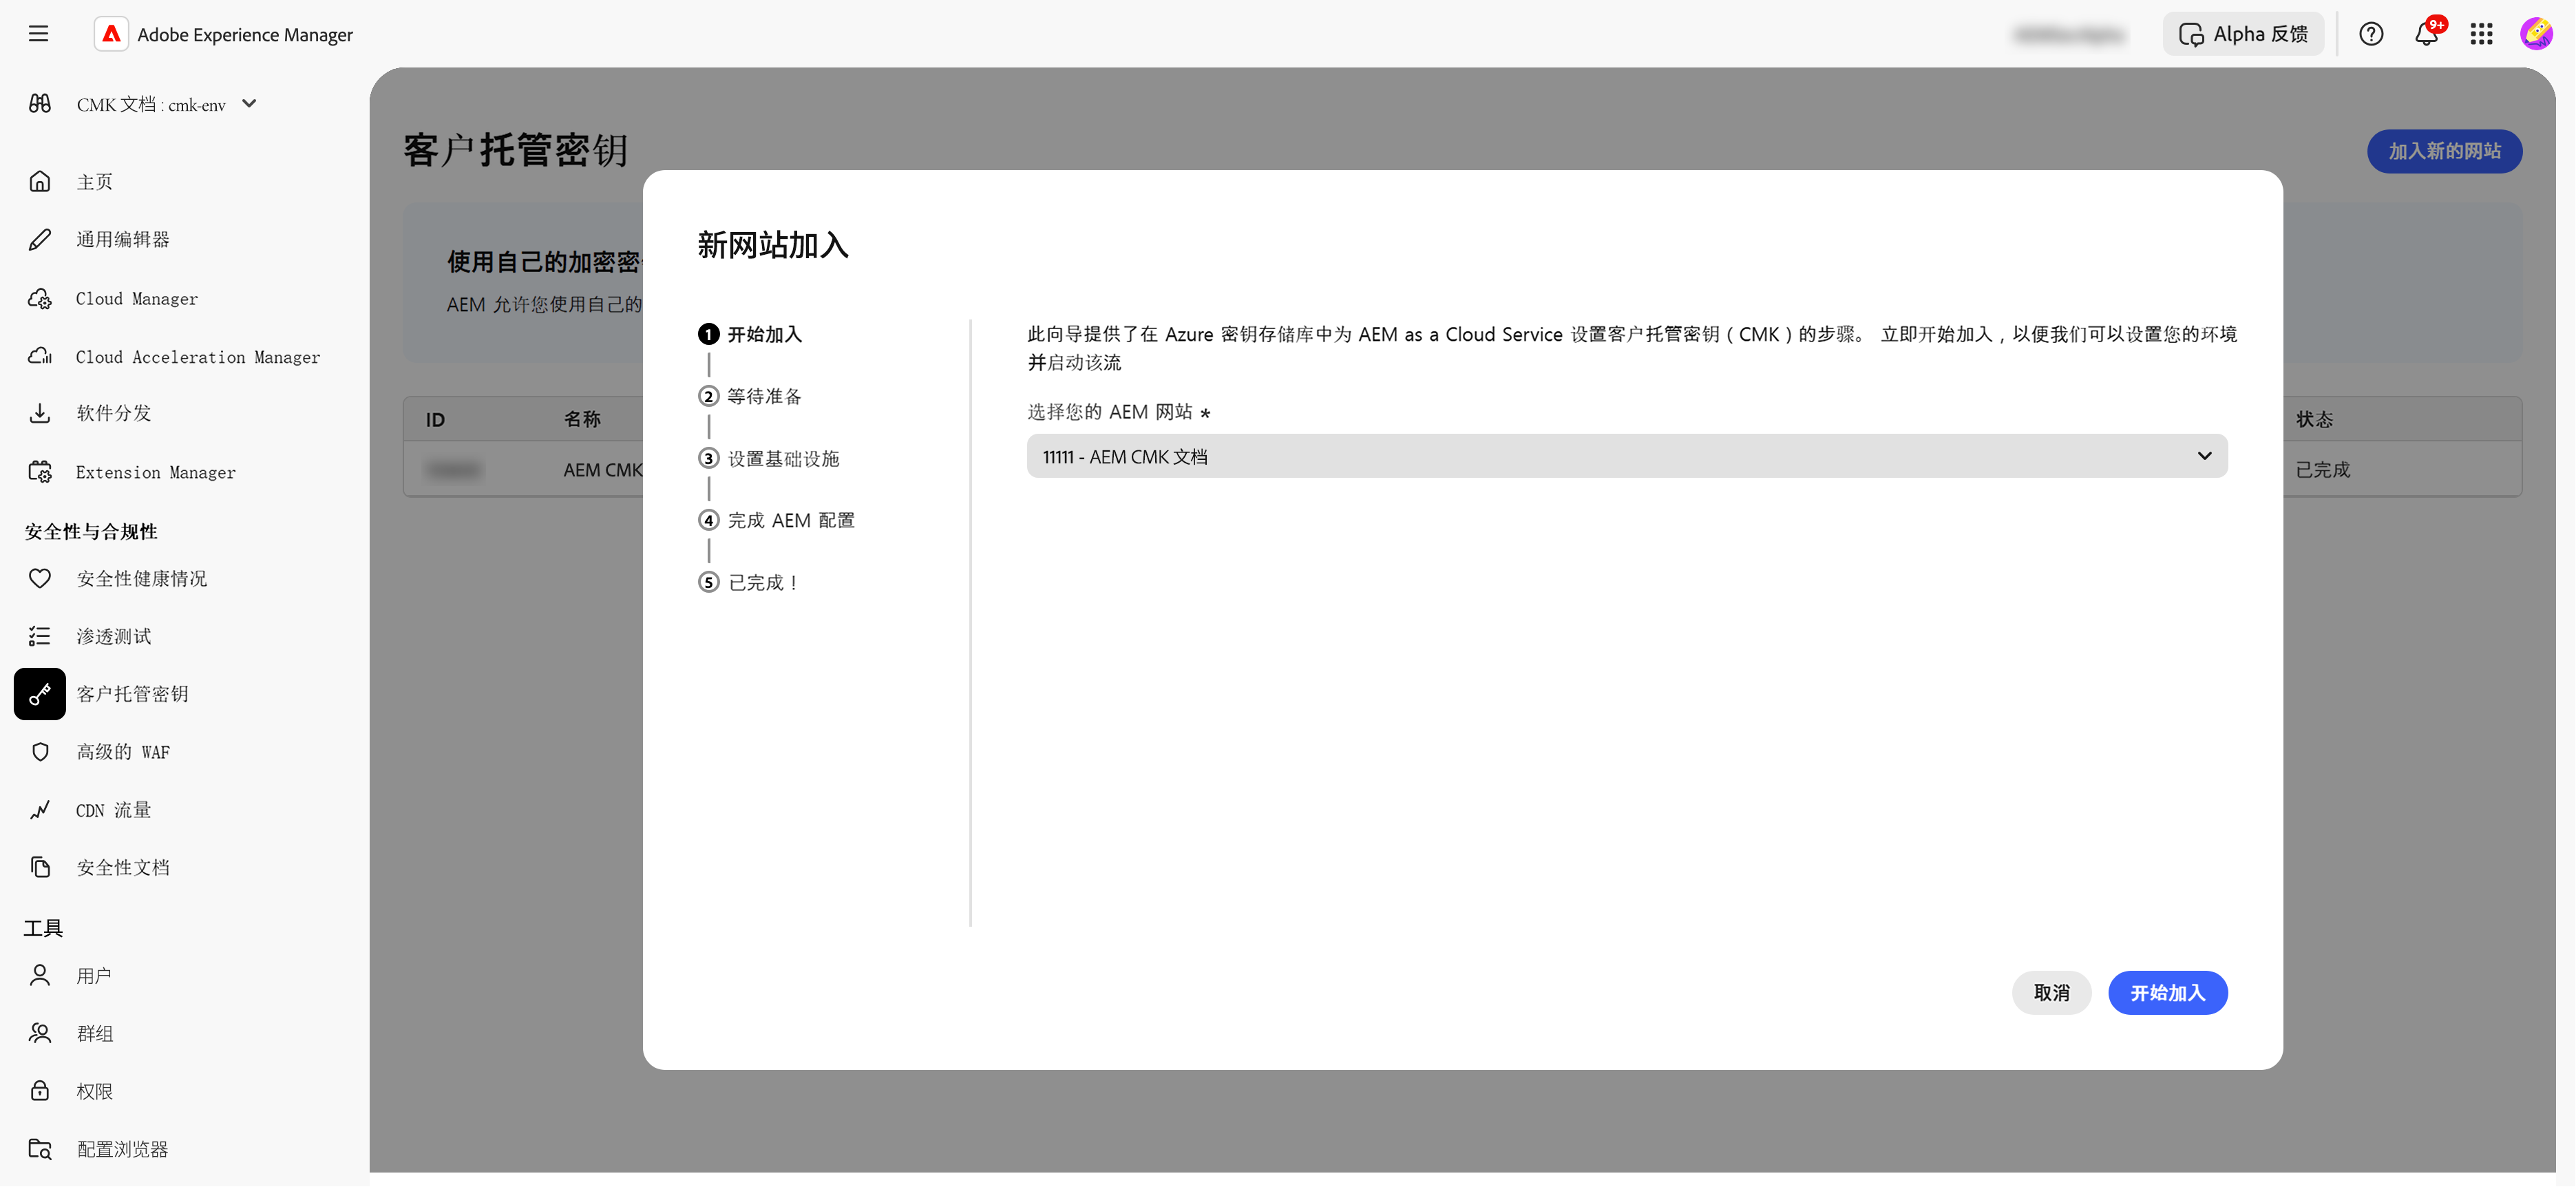 Adobe Experience Manager
Alpha 反馈
9+
CMK 文档 : cmk-env
主页
通用编辑器
Cloud Manager
Cloud Acceleration Manager
软件分发
Extension Manager
安全性与合规性
安全性健康情况
渗透测试
客户托管密钥
高级的 WAF
CDN 流量
安全性文档
工具
用户
群组
权限
配置浏览器
客户托管密钥
加入新的网站
使用自己的加密密
AEM 允许您使用自己的
ID 名称 状态
AEM CMK 已完成
新网站加入
1 开始加入
2 等待准备
3 设置基础设施
4 完成 AEM 配置
5 已完成！
此向导提供了在 Azure 密钥存储库中为 AEM as a Cloud Service 设置客户托管密钥（CMK）的步骤。 立即开始加入，以便我们可以设置您的环境
并启动该流
选择您的 AEM 网站 *
11111 - AEM CMK 文档
取消
开始加入